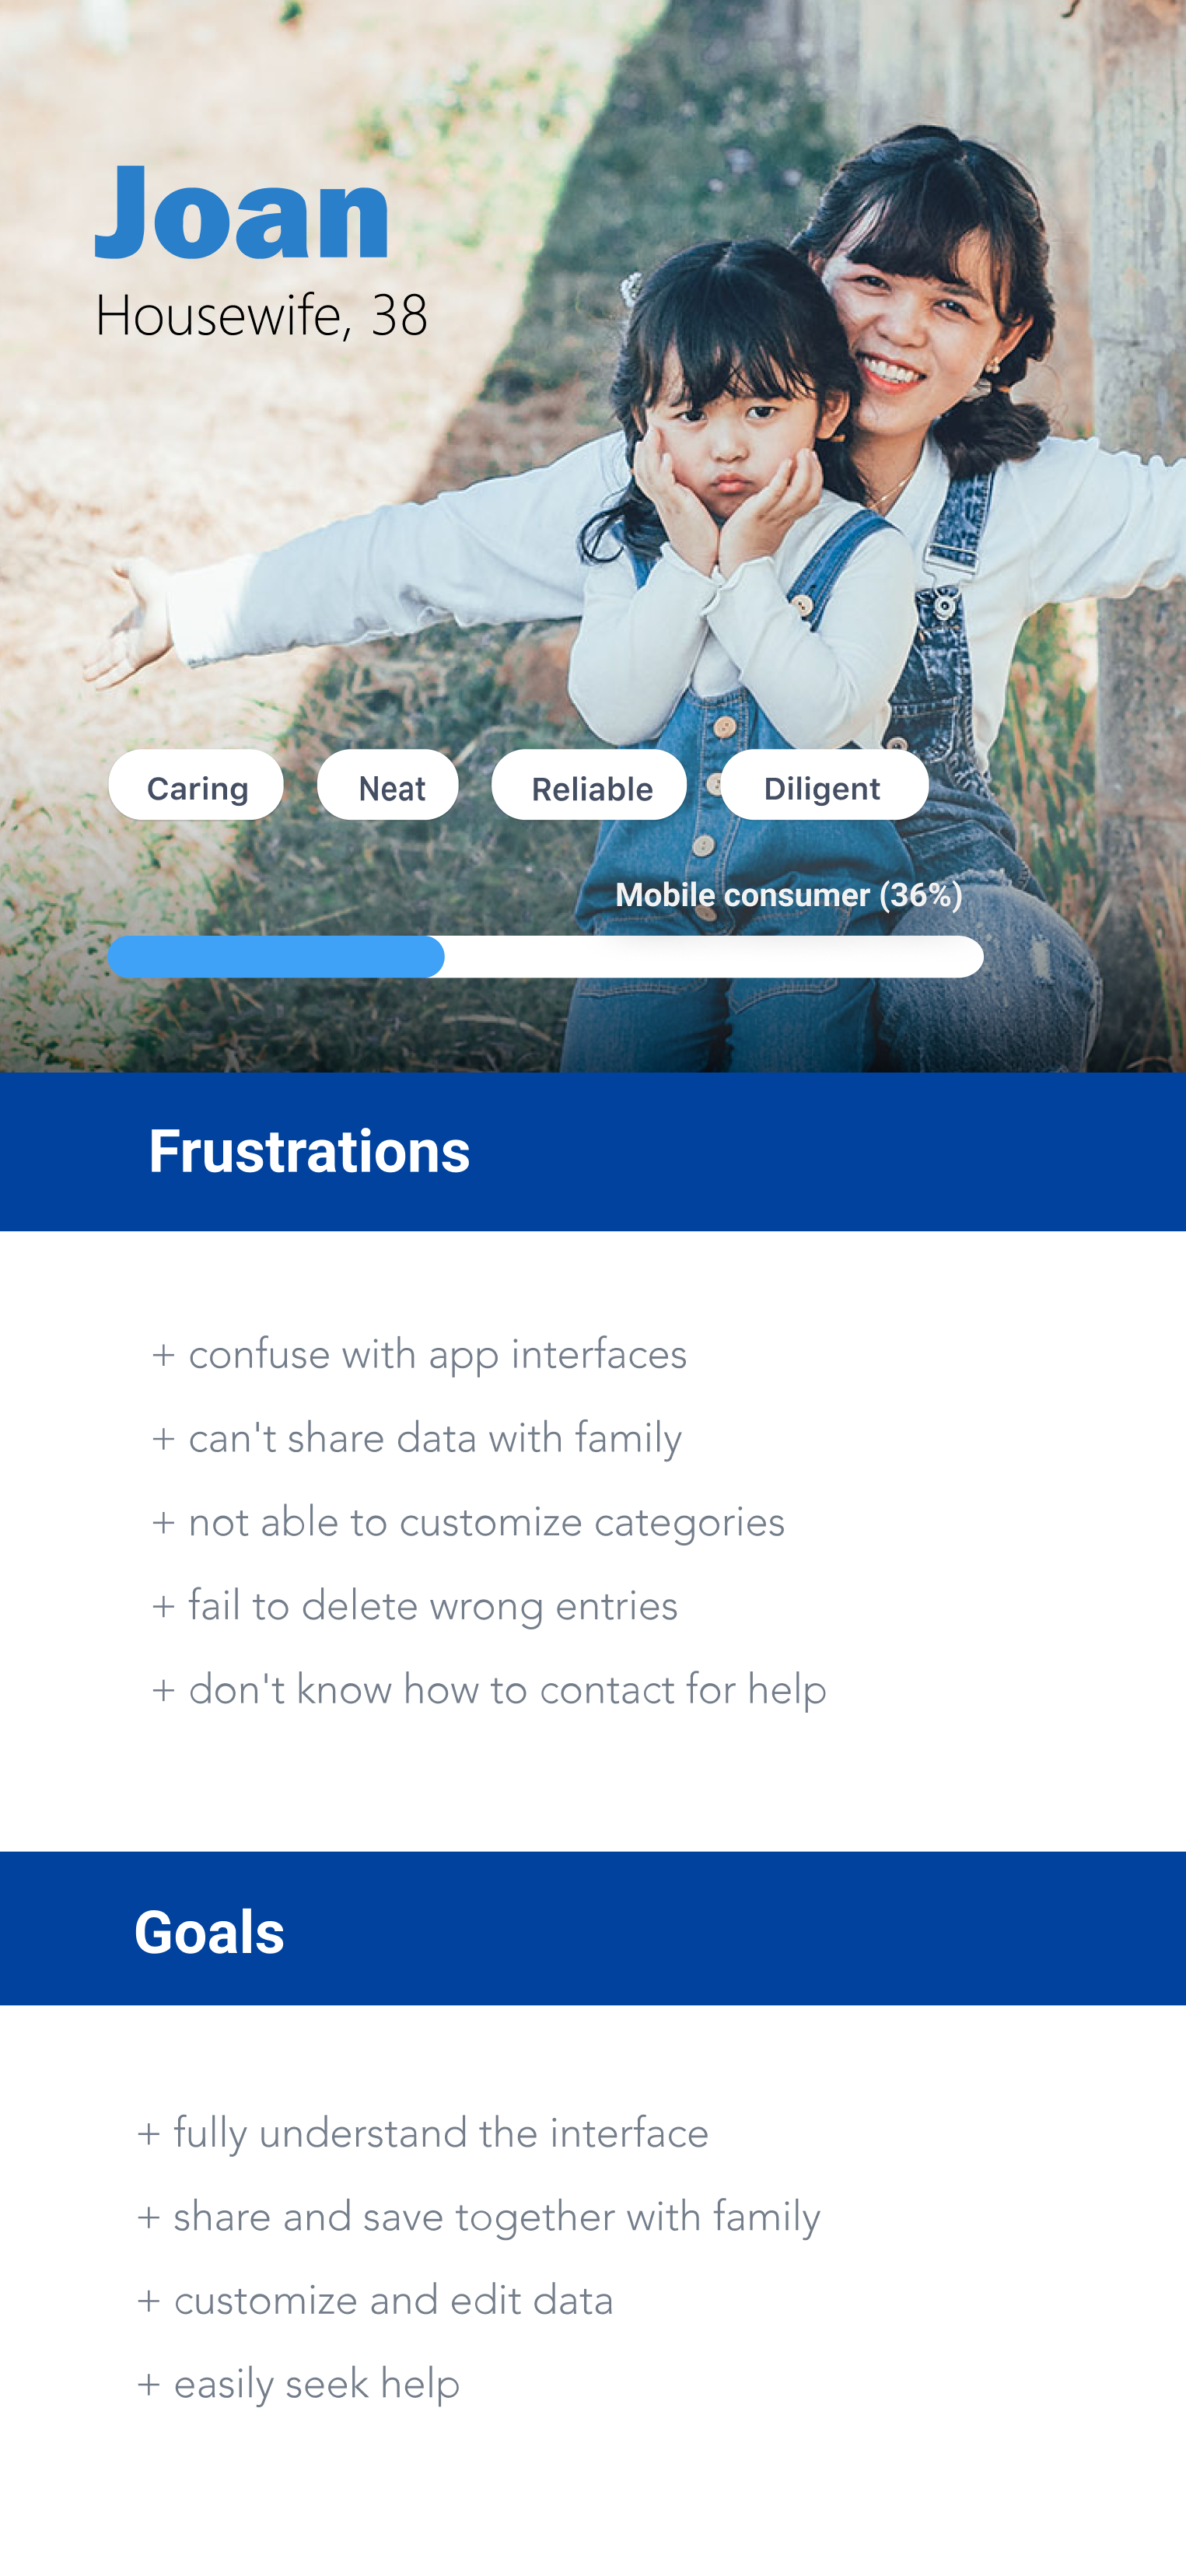 Joan
Housewife, 38
Caring Neat Reliable Diligent
Mobile consumer (36%)
Frustrations
+ confuse with app interfaces
+ can't share data with family
+ not able to customize categories
+ fail to delete wrong entries
+ don't know how to contact for help
Goals
+ fully understand the interface
+ share and save together with family
+ customize and edit data
+ easily seek help